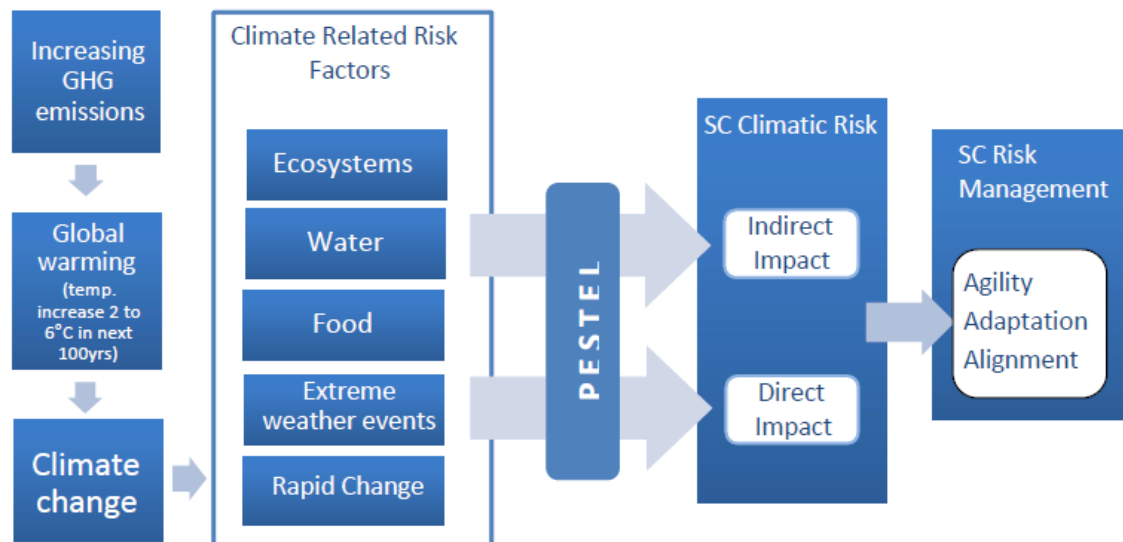 Increasing
GHG
emissions
Global
warming
(temp.
increase 2 to
6°C in next
100yrs)
Climate
change
Climate Related Risk
Factors
Ecosystems
Water
Food
Extreme
weather events
Rapid Change
PESTEL
SC Climatic Risk
Indirect
Impact
Direct
Impact
SC Risk
Management
Agility
Adaptation
Alignment